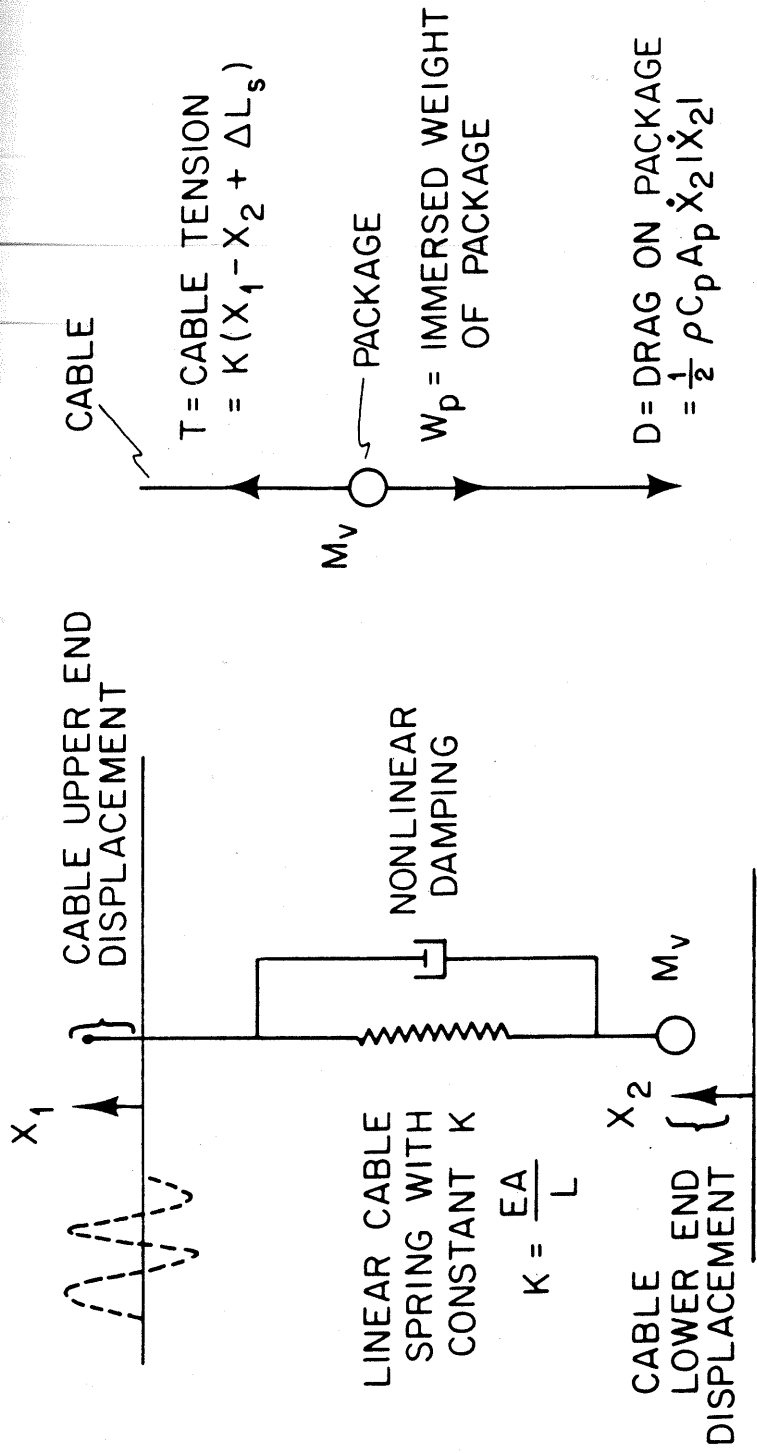 X₁
CABLE UPPER END
DISPLACEMENT
LINEAR CABLE
SPRING WITH
CONSTANT K
K = EA/L
NONLINEAR
DAMPING
X₂
Mᵥ
CABLE
LOWER END
DISPLACEMENT
CABLE
T = CABLE TENSION
= K(X₁ - X₂ + ΔLₛ)
Mᵥ
PACKAGE
Wₚ = IMMERSED WEIGHT
OF PACKAGE
D = DRAG ON PACKAGE
= 1/2 ρCₚAₚẊ₂|Ẋ₂|